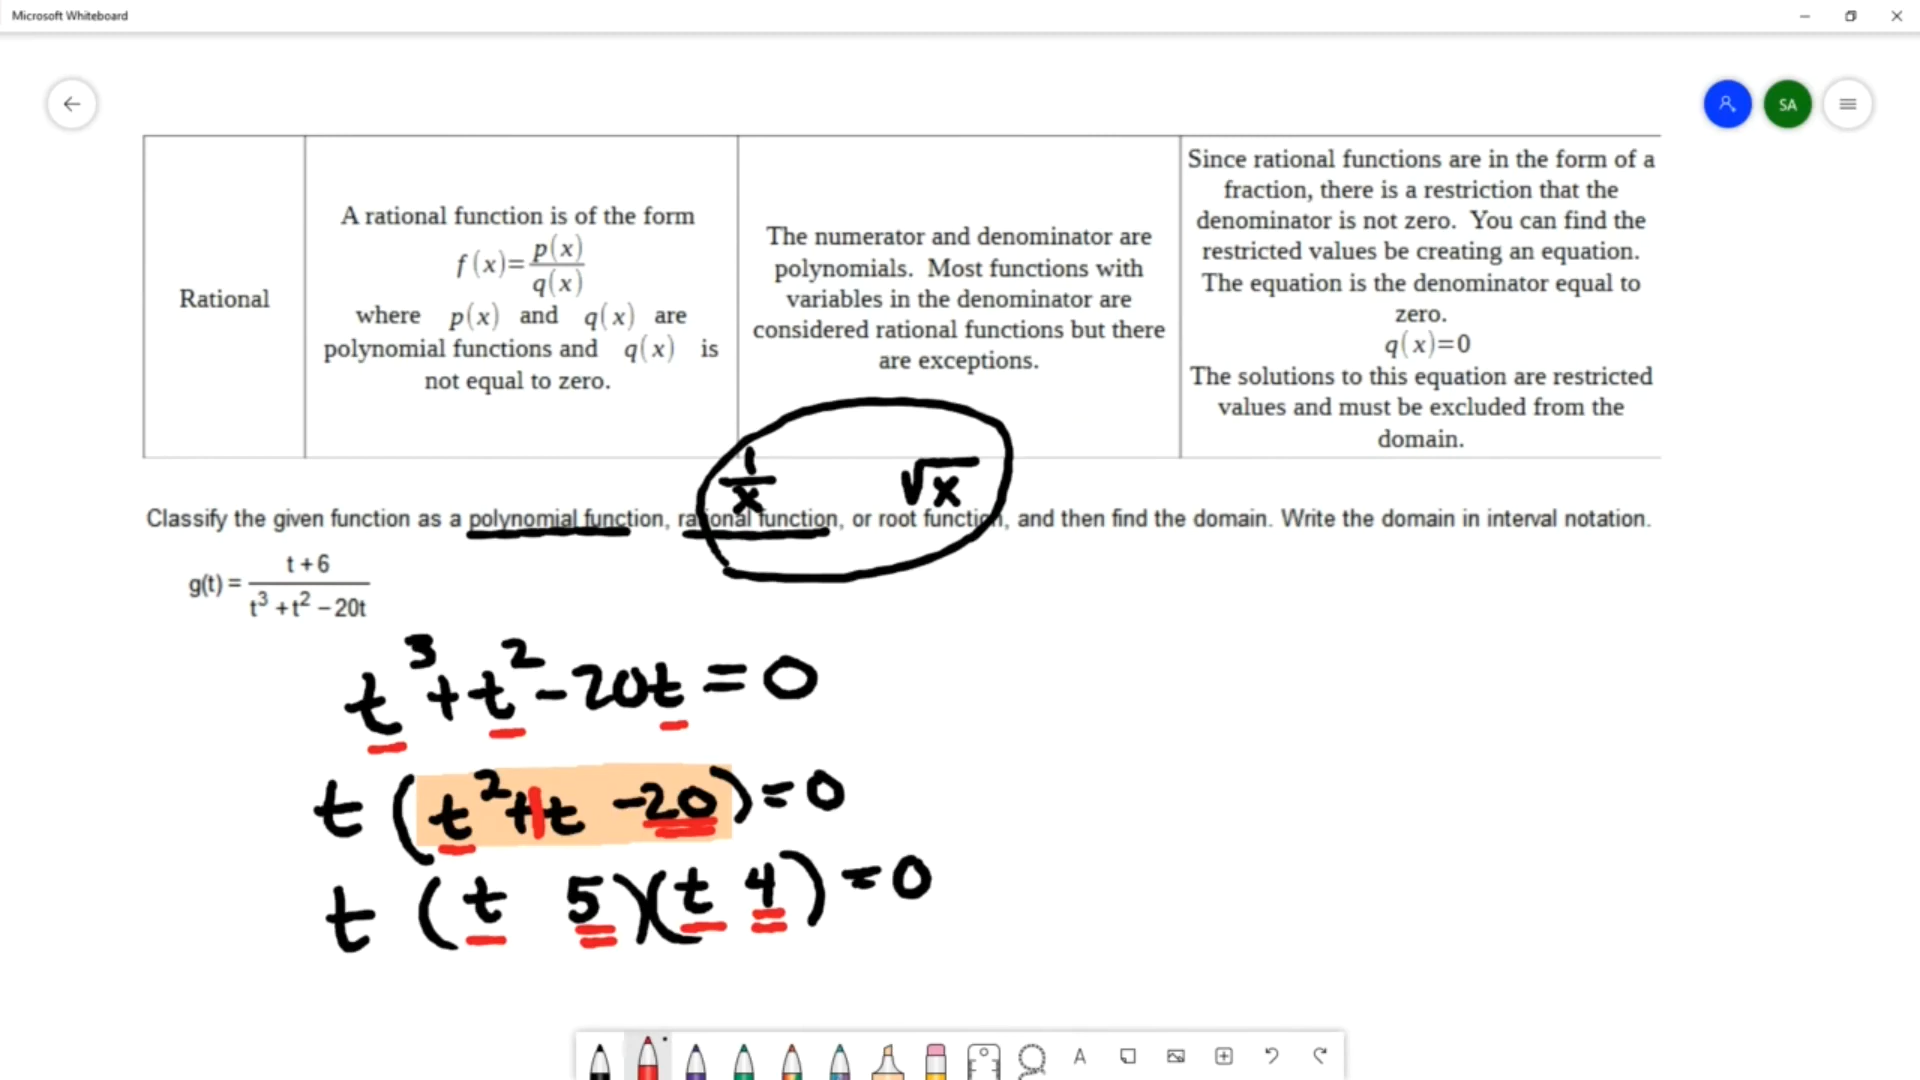 Microsoft Whiteboard
SA
Rational
A rational function is of the form
f(x)=p(x)/q(x)
where p(x) and q(x) are
polynomial functions and q(x) is
not equal to zero.
The numerator and denominator are
polynomials. Most functions with
variables in the denominator are
considered rational functions but there
are exceptions.
Since rational functions are in the form of a
fraction, there is a restriction that the
denominator is not zero. You can find the
restricted values be creating an equation.
The equation is the denominator equal to
zero.
q(x)=0
The solutions to this equation are restricted
values and must be excluded from the
domain.
1/x √x
Classify the given function as a polynomial function, rational function, or root function, and then find the domain. Write the domain in interval notation.
g(t) = t + 6 / t³ + t² − 20t
t³ + t² - 20t = 0
t (t² + 1t - 20) = 0
t (t 5)(t 4) = 0
A